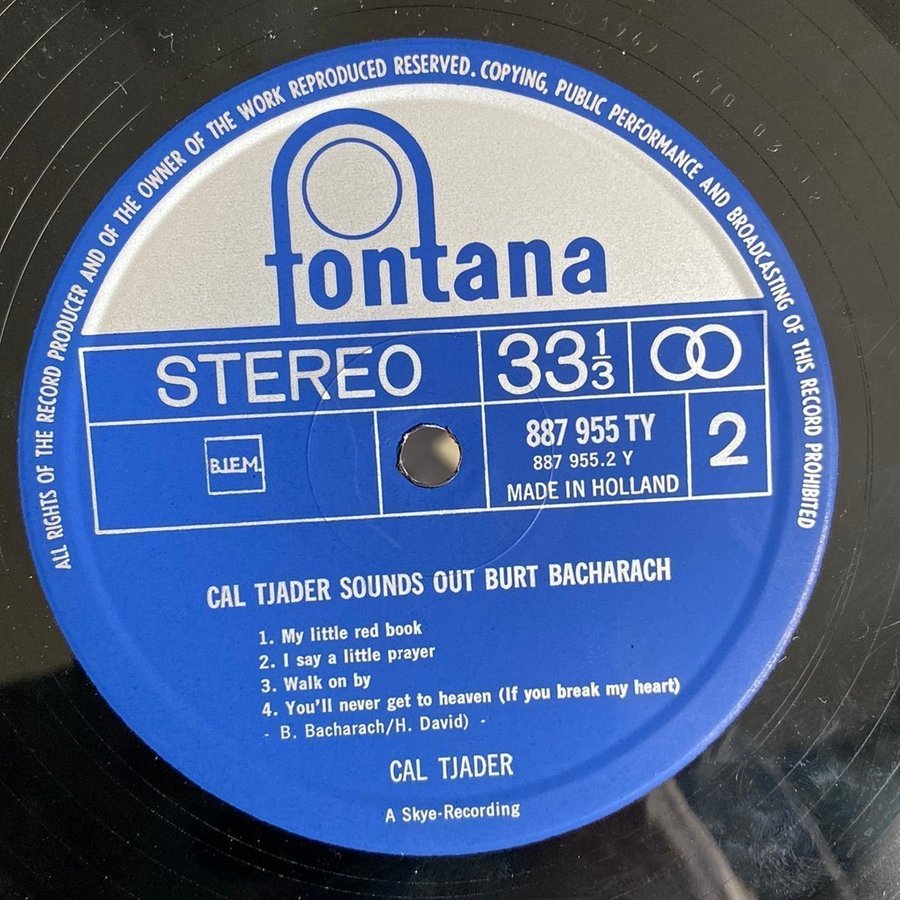 ALL RIGHTS OF THE RECORD PRODUCER AND OF THE OWNER OF THE WORK REPRODUCED RESERVED. COPYING, PUBLIC PERFORMANCE AND BROADCASTING OF THIS RECORD PROHIBITED
fontana
STEREO
33 1/3
B.I.E.M.
887 955 TY
887 955.2 Y
MADE IN HOLLAND
2
CAL TJADER SOUNDS OUT BURT BACHARACH
1. My little red book
2. I say a little prayer
3. Walk on by
4. You'll never get to heaven (If you break my heart)
- B. Bacharach/H. David) -
CAL TJADER
A Skye-Recording
1969